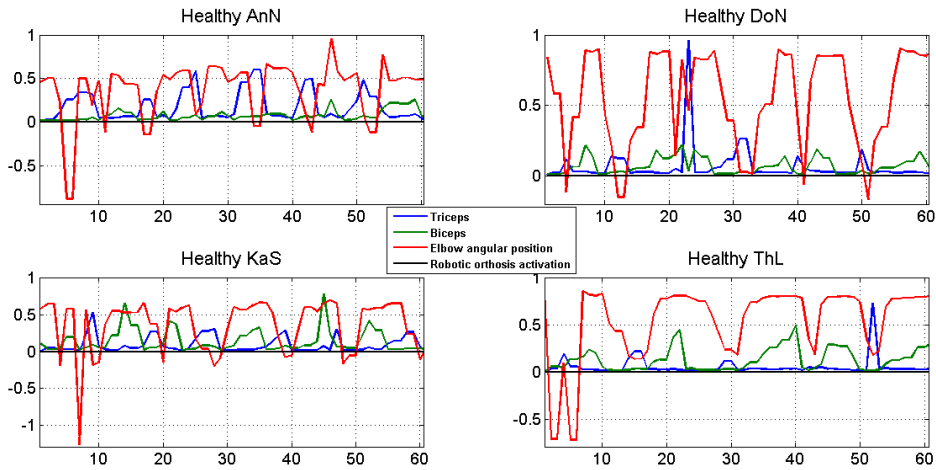 Healthy AnN
1
0.5
0
-0.5
10 20 30 40 50
Healthy DoN
1
0.5
0
10 20 30 40 50 60
Triceps
Biceps
Elbow angular position
Robotic orthosis activation
Healthy KaS
1
0.5
0
-0.5
-1
10 20 30 40 50 60
Healthy ThL
1
0.5
0
-0.5
10 20 30 40 50 60